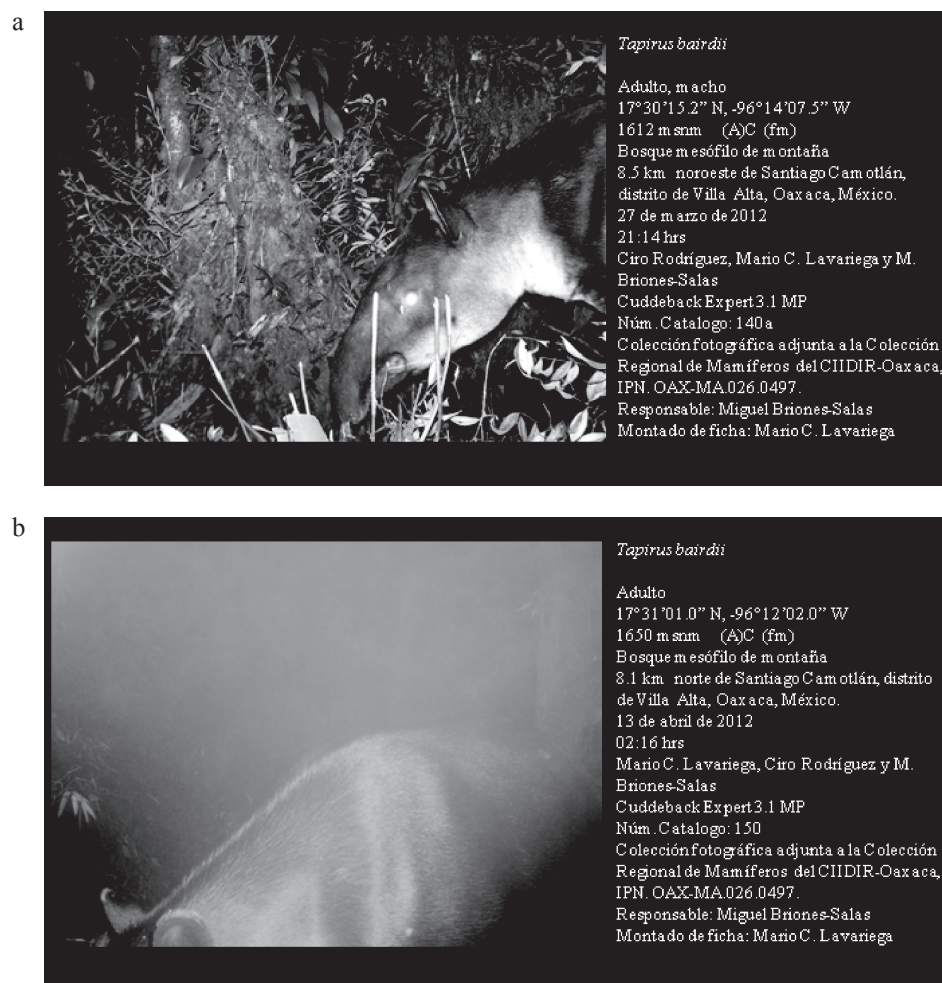 a
Tapirus bairdii
Adulto, macho
17°30’15.2” N, -96°14’07.5” W
1612 msnm (A)C (fm)
Bosque mesófilo de montaña
8.5 km noroeste de Santiago Camotlán,
distrito de Villa Alta, Oaxaca, México.
27 de marzo de 2012
21:14 hrs
Ciro Rodríguez, Mario C. Lavariega y M.
Briones-Salas
Cuddeback Expert 3.1 MP
Núm. Catalogo: 140a
Colección fotográfica adjunta a la Colección
Regional de Mamíferos del CIIDIR-Oaxaca,
IPN. OAX-MA.026.0497.
Responsable: Miguel Briones-Salas
Montado de ficha: Mario C. Lavariega
b
Tapirus bairdii
Adulto
17°31’01.0” N, -96°12’02.0” W
1650 msnm (A)C (fm)
Bosque mesófilo de montaña
8.1 km norte de Santiago Camotlán, distrito
de Villa Alta, Oaxaca, México.
13 de abril de 2012
02:16 hrs
Mario C. Lavariega, Ciro Rodríguez y M.
Briones-Salas
Cuddeback Expert 3.1 MP
Núm. Catalogo: 150
Colección fotográfica adjunta a la Colección
Regional de Mamíferos del CIIDIR-Oaxaca,
IPN. OAX-MA.026.0497.
Responsable: Miguel Briones-Salas
Montado de ficha: Mario C. Lavariega